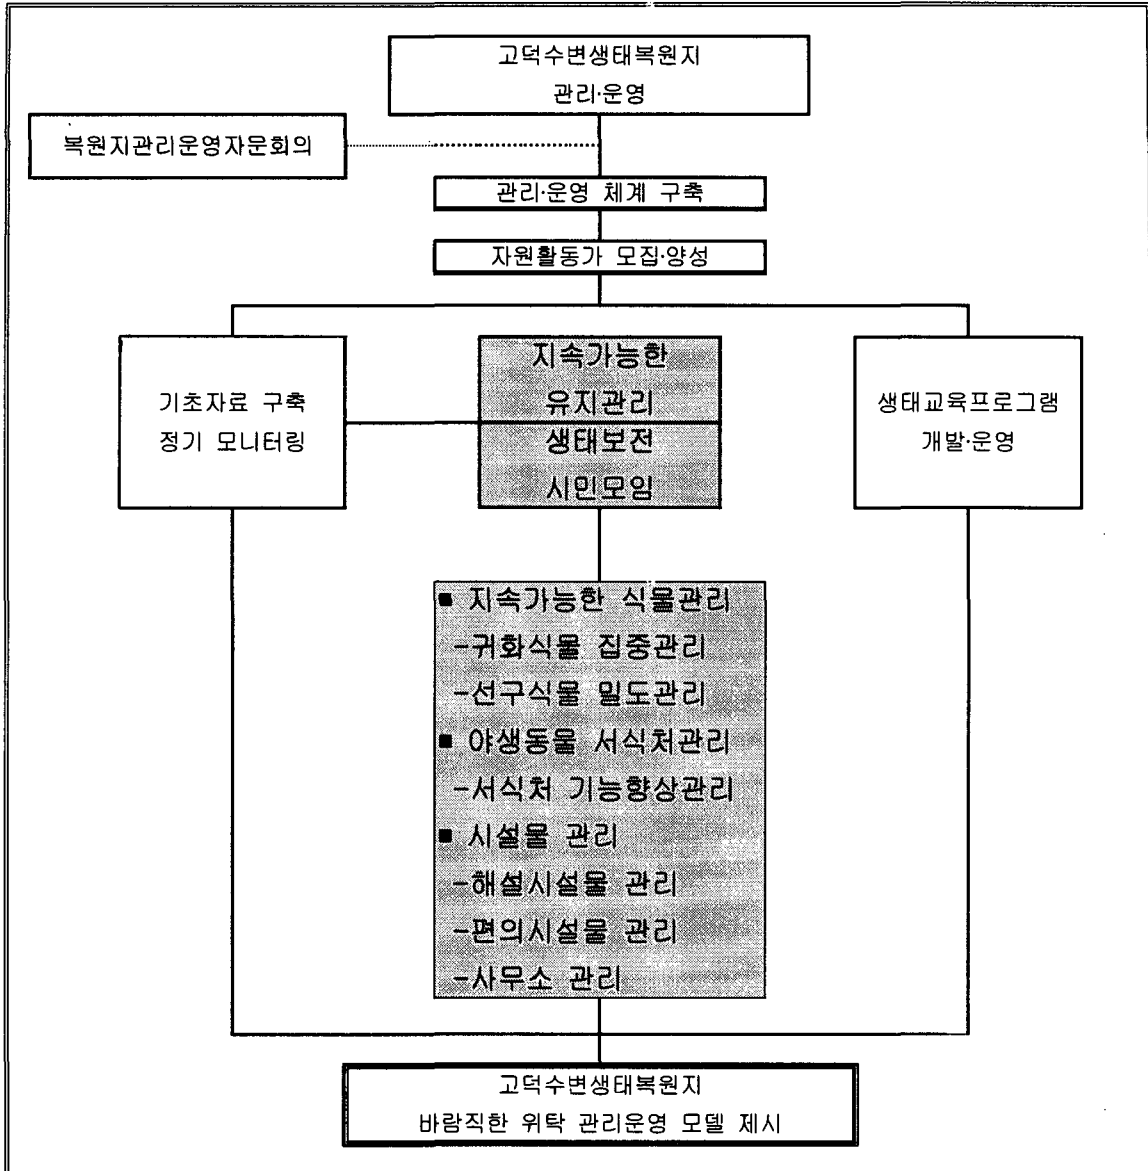 고덕수변생태복원지
관리·운영
복원지관리운영자문회의
관리·운영 체계 구축
자원활동가 모집·양성
기초자료 구축
정기 모니터링
지속가능한
유지관리
생태보전
시민모임
생태교육프로그램
개발·운영
■ 지속가능한 식물관리
-귀화식물 집중관리
-선구식물 밀도관리
■ 야생동물 서식처관리
-서식처 기능향상관리
■ 시설물 관리
-해설시설물 관리
-편의시설물 관리
-사무소 관리
고덕수변생태복원지
바람직한 위탁 관리운영 모델 제시